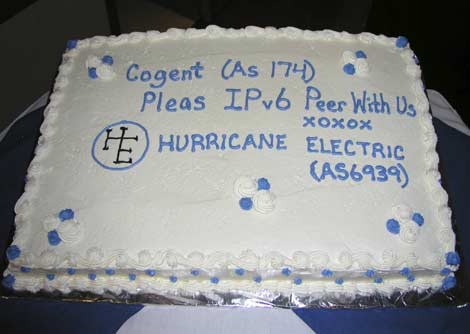 Cogent (As 174)
Pleas IPv6 Peer With Us
xoxox
HE HURRICANE ELECTRIC
(AS6939)